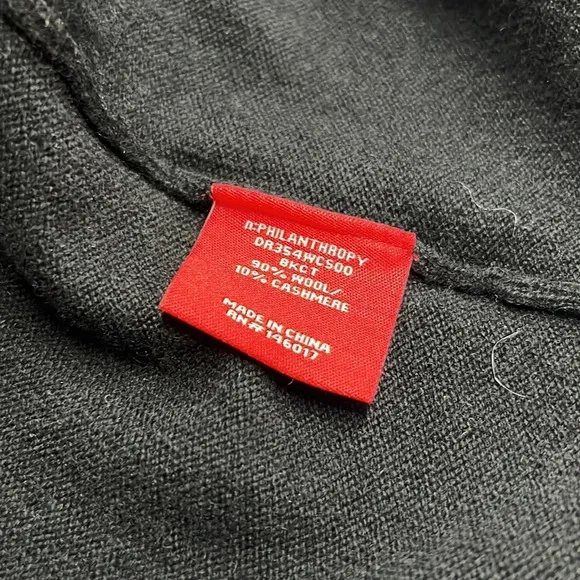 n:PHILANTHROPY
DR354WC500
BKCT
90% WOOL/
10% CASHMERE
MADE IN CHINA
RN# 146017